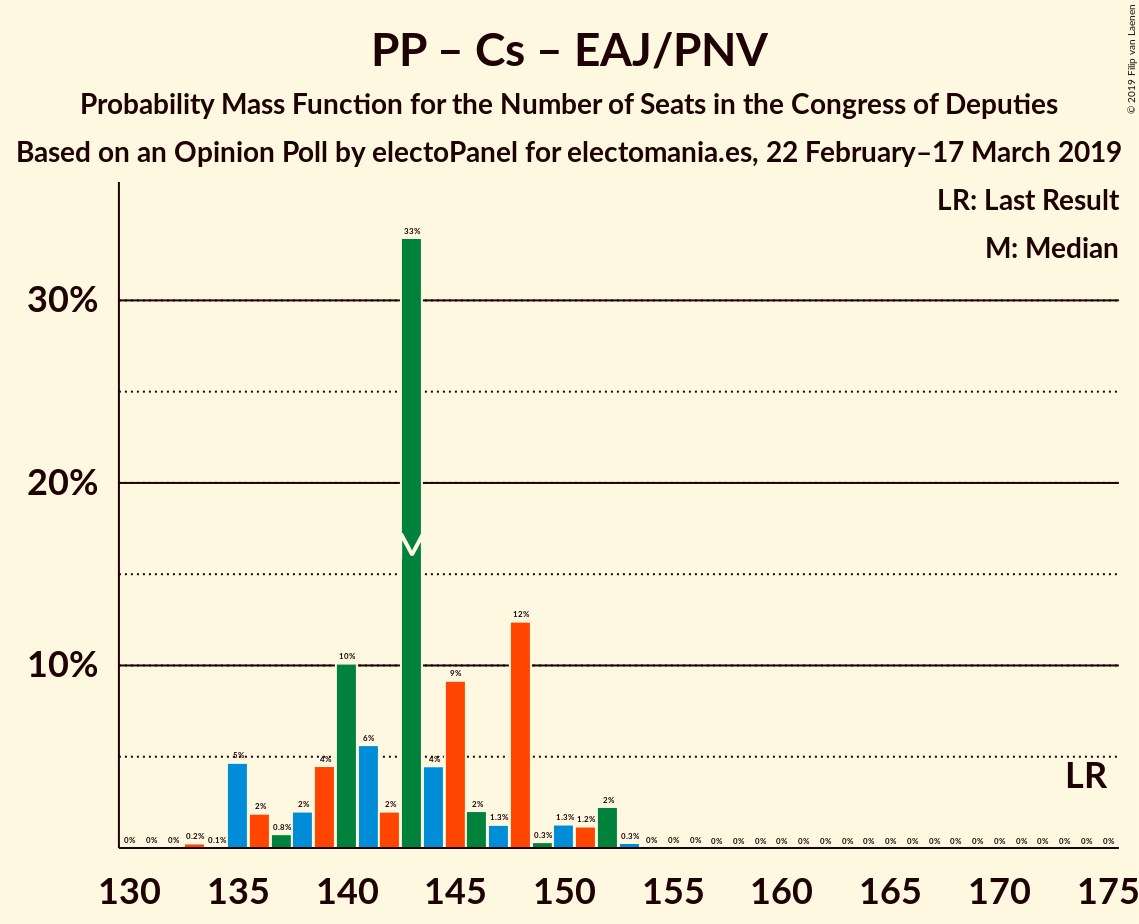 PP – Cs – EAJ/PNV
Probability Mass Function for the Number of Seats in the Congress of Deputies
Based on an Opinion Poll by electoPanel for electomania.es, 22 February–17 March 2019
© 2019 Filip van Laenen
LR: Last Result
M: Median
30%
20%
10%
0% 0% 0% 0.2% 0.1% 5% 2% 0.8% 2% 4% 10% 6% 2% 33% 4% 9% 2% 1.3% 12% 0.3% 1.3% 1.2% 2% 0.3% 0% 0% 0% 0% 0% 0% 0% 0% 0% 0% 0% 0% 0% 0% 0% 0% 0% 0% 0% 0% 0% 0%
LR
130 135 140 145 150 155 160 165 170 175